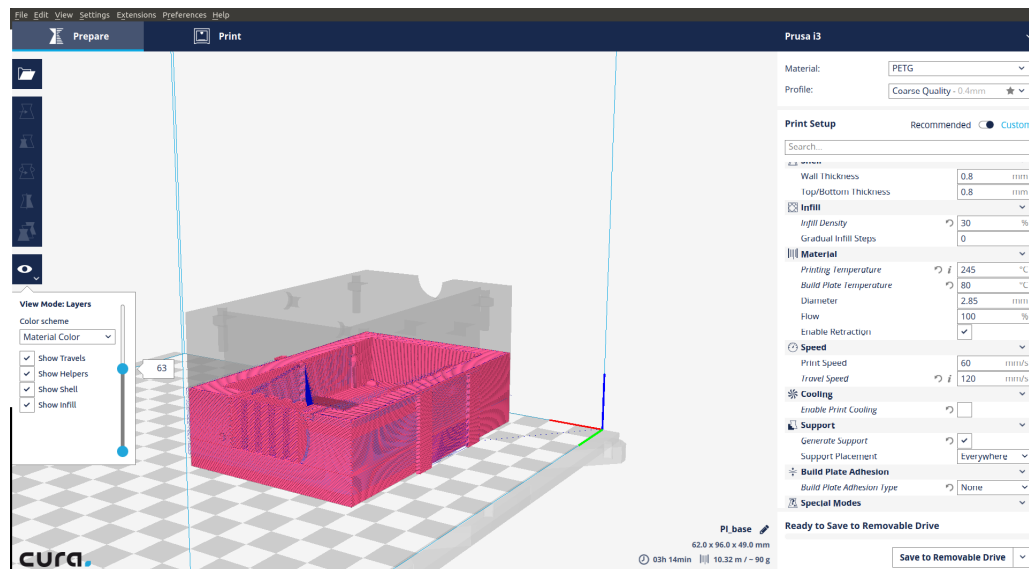 File Edit View Settings Extensions Preferences Help
Prepare
Print
Prusa i3
Material: PETG
Profile: Coarse Quality - 0.4mm
Print Setup Recommended Custom
Search...
Shell
Wall Thickness 0.8 mm
Top/Bottom Thickness 0.8 mm
Infill
Infill Density 30 %
Gradual Infill Steps 0
Material
Printing Temperature i 245 °C
Build Plate Temperature 80 °C
Diameter 2.85 mm
Flow 100 %
Enable Retraction
Speed
Print Speed 60 mm/s
Travel Speed i 120 mm/s
Cooling
Enable Print Cooling
Support
Generate Support
Support Placement Everywhere
Build Plate Adhesion
Build Plate Adhesion Type None
Special Modes
Ready to Save to Removable Drive
Save to Removable Drive
View Mode: Layers
Color scheme
Material Color
Show Travels
Show Helpers
Show Shell
Show Infill
63
PI_base
62.0 x 96.0 x 49.0 mm
03h 14min 10.32 m / ~ 90 g
cura.